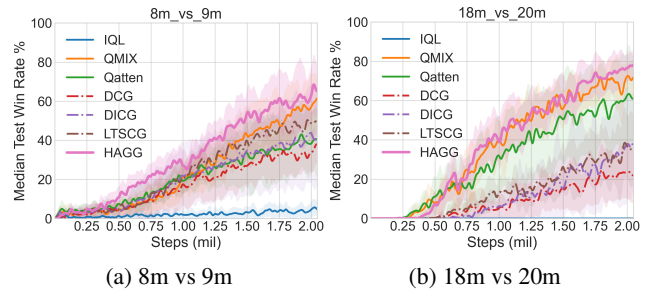 8m_vs_9m
Median Test Win Rate %
100
80
60
40
20
0
IQL
QMIX
Qatten
DCG
DICG
LTSCG
HAGG
0.25 0.50 0.75 1.00 1.25 1.50 1.75 2.00
Steps (mil)
(a) 8m vs 9m
18m_vs_20m
Median Test Win Rate %
100
80
60
40
20
0
IQL
QMIX
Qatten
DCG
DICG
LTSCG
HAGG
0.25 0.50 0.75 1.00 1.25 1.50 1.75 2.00
Steps (mil)
(b) 18m vs 20m